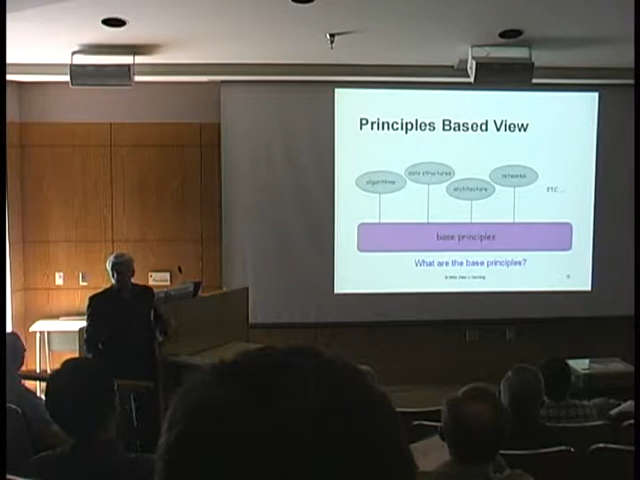 Principles Based View
algorithms
data structures
architecture
networks
ETC...
base principles
What are the base principles?